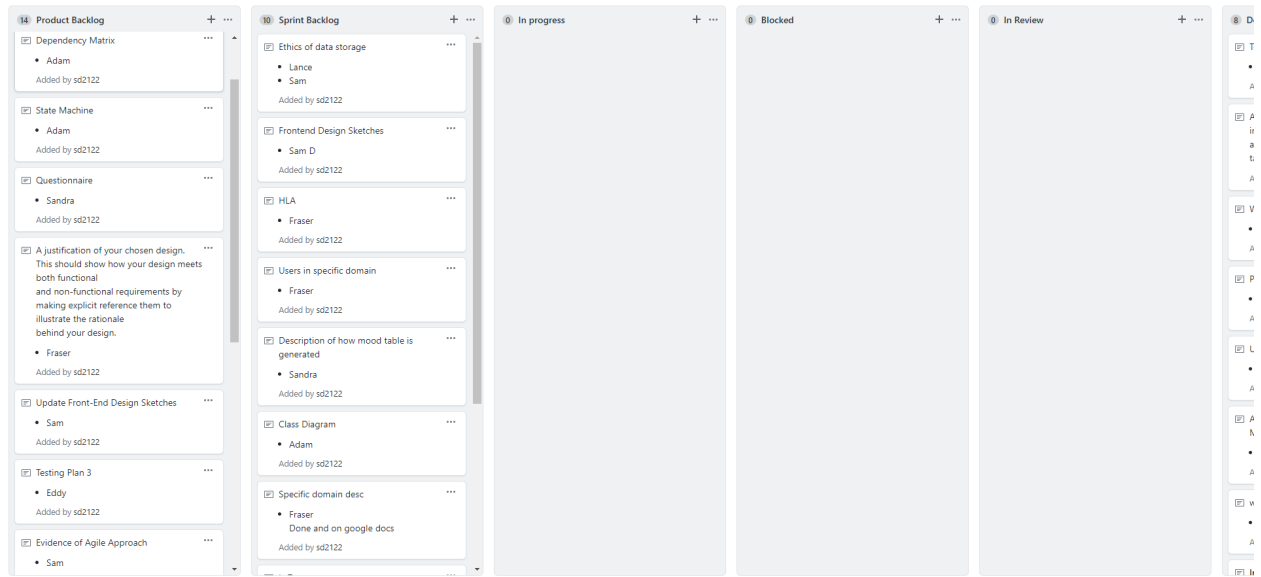 14 Product Backlog
Dependency Matrix
Adam
Added by sd2122
State Machine
Adam
Added by sd2122
Questionnaire
Sandra
Added by sd2122
A justification of your chosen design.
This should show how your design meets
both functional
and non-functional requirements by
making explicit reference them to
illustrate the rationale
behind your design.
Fraser
Added by sd2122
Update Front-End Design Sketches
Sam
Added by sd2122
Testing Plan 3
Eddy
Added by sd2122
Evidence of Agile Approach
Sam
10 Sprint Backlog
Ethics of data storage
Lance
Sam
Added by sd2122
Frontend Design Sketches
Sam D
Added by sd2122
HLA
Fraser
Added by sd2122
Users in specific domain
Fraser
Added by sd2122
Description of how mood table is
generated
Sandra
Added by sd2122
Class Diagram
Adam
Added by sd2122
Specific domain desc
Fraser
Done and on google docs
Added by sd2122
0 In progress
0 Blocked
0 In Review
8